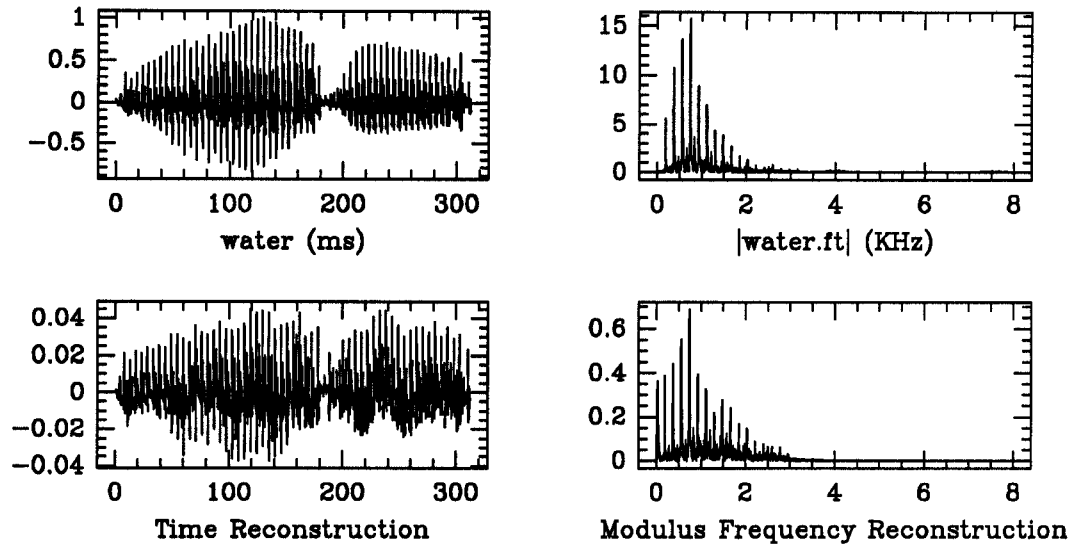 1
0.5
0
−0.5
0 100 200 300
water (ms)
15
10
5
0
0 2 4 6 8
|water.ft| (KHz)
0.04
0.02
0
−0.02
−0.04
0 100 200 300
Time Reconstruction
0.6
0.4
0.2
0
0 2 4 6 8
Modulus Frequency Reconstruction